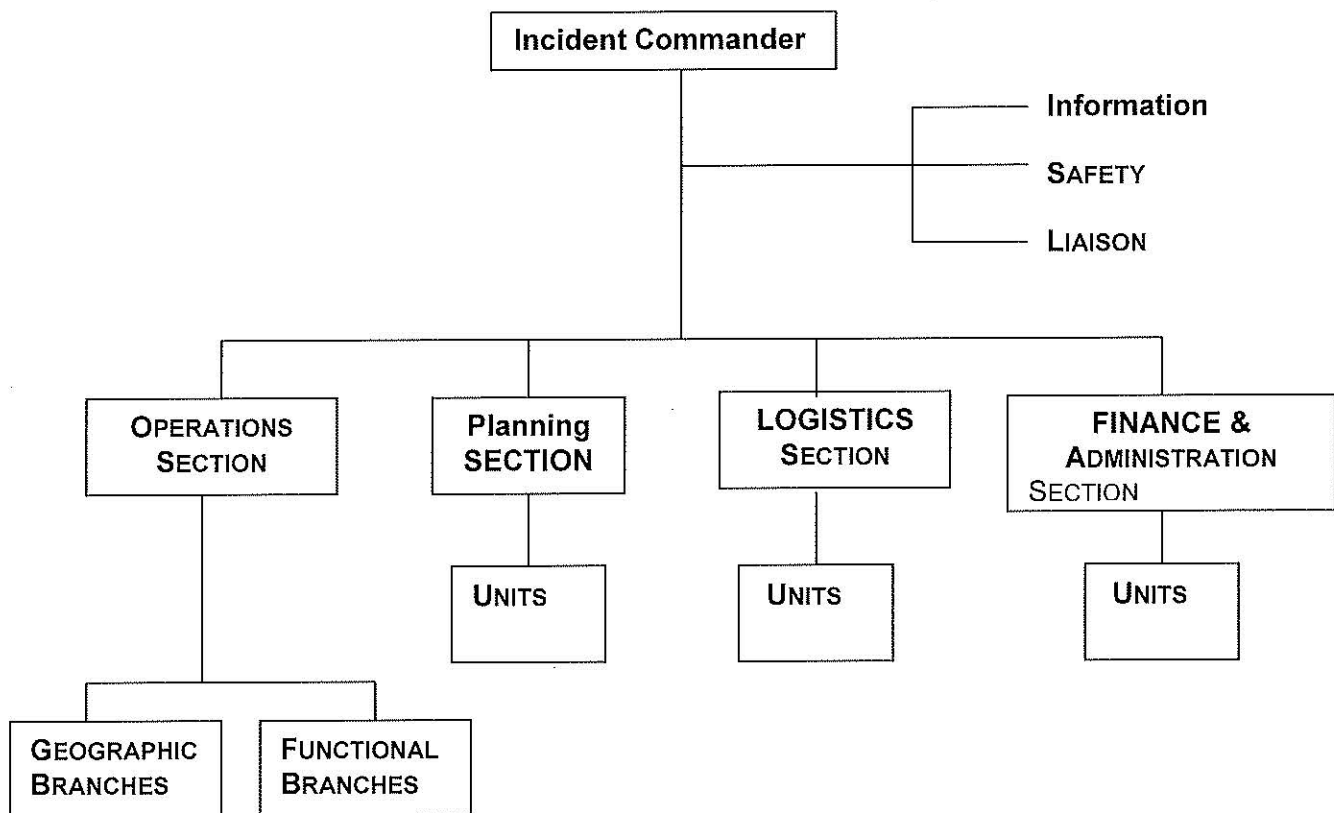 Incident Commander
Information
SAFETY
LIAISON
OPERATIONS
SECTION
Planning
SECTION
LOGISTICS
SECTION
FINANCE &
ADMINISTRATION
SECTION
UNITS
UNITS
UNITS
GEOGRAPHIC
BRANCHES
FUNCTIONAL
BRANCHES